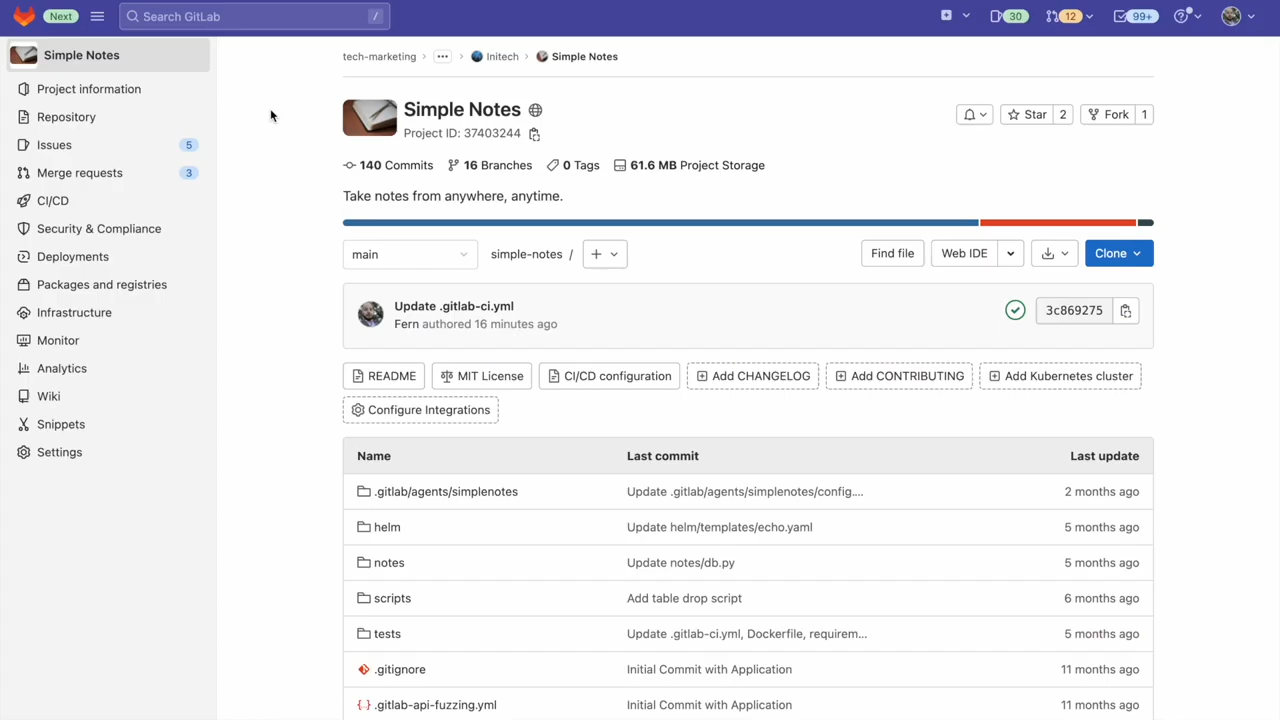 Next
Search GitLab
/
30
12
99+
Simple Notes
Project information
Repository
Issues 5
Merge requests 3
CI/CD
Security & Compliance
Deployments
Packages and registries
Infrastructure
Monitor
Analytics
Wiki
Snippets
Settings
tech-marketing › ... › Initech › Simple Notes
Simple Notes
Project ID: 37403244
Star 2
Fork 1
140 Commits 16 Branches 0 Tags 61.6 MB Project Storage
Take notes from anywhere, anytime.
main
simple-notes /
Find file
Web IDE
Clone
Update .gitlab-ci.yml
Fern authored 16 minutes ago
3c869275
README
MIT License
CI/CD configuration
Add CHANGELOG
Add CONTRIBUTING
Add Kubernetes cluster
Configure Integrations
Name Last commit Last update
.gitlab/agents/simplenotes Update .gitlab/agents/simplenotes/config.... 2 months ago
helm Update helm/templates/echo.yaml 5 months ago
notes Update notes/db.py 5 months ago
scripts Add table drop script 6 months ago
tests Update .gitlab-ci.yml, Dockerfile, requirem... 5 months ago
.gitignore Initial Commit with Application 11 months ago
.gitlab-api-fuzzing.yml Initial Commit with Application 11 months ago